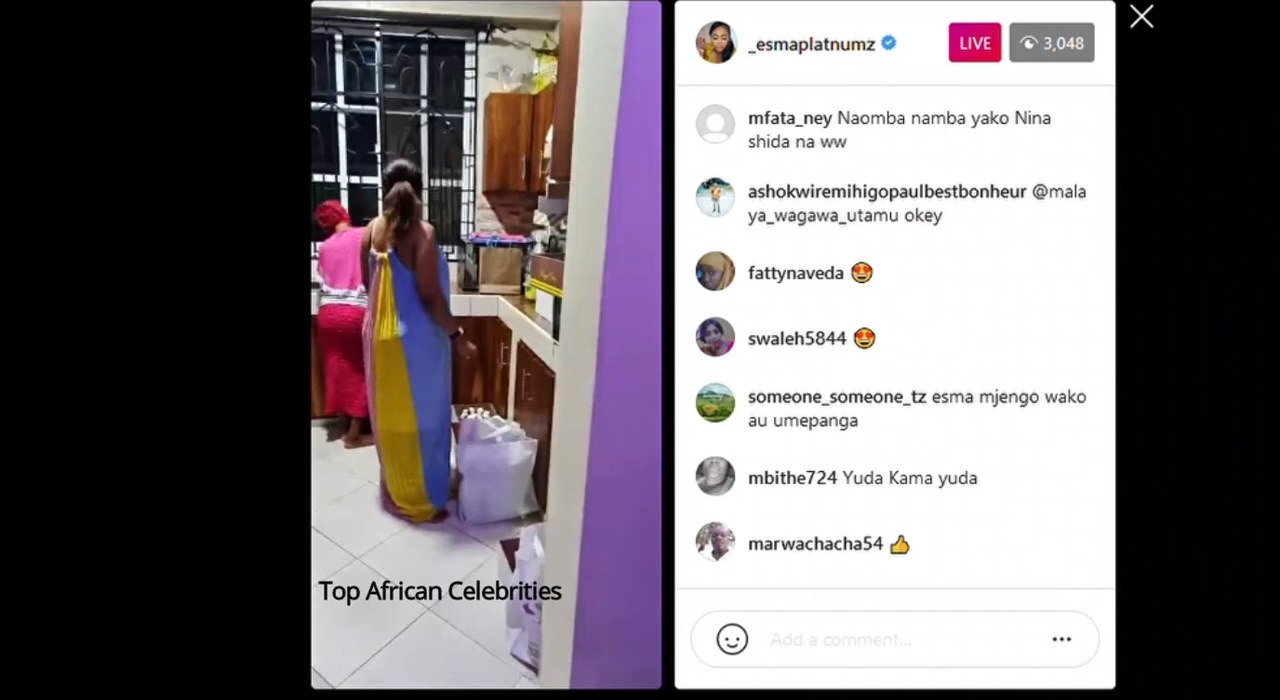 _esmaplatnumz
LIVE
3,048
mfata_ney Naomba namba yako Nina
shida na ww
ashokwiremihigopaulbestbonheur @mala
ya_wagawa_utamu okey
fattynaveda 😍
swaleh5844 😍
someone_someone_tz esma mjengo wako
au umepanga
mbithe724 Yuda Kama yuda
marwachacha54 👍
Add a comment...
Top African Celebrities